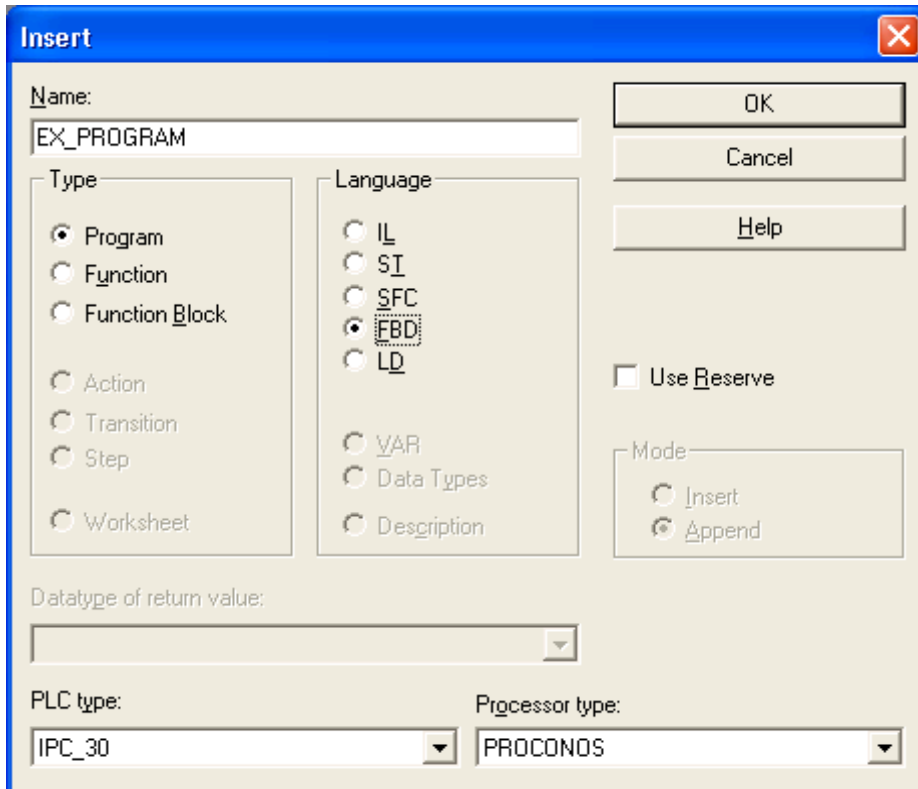 Insert
Name:
EX_PROGRAM
OK
Cancel
Help
Type
Program
Function
Function Block
Action
Transition
Step
Worksheet
Language
IL
ST
SFC
FBD
LD
VAR
Data Types
Description
Use Reserve
Mode
Insert
Append
Datatype of return value:
PLC type:
IPC_30
Processor type:
PROCONOS